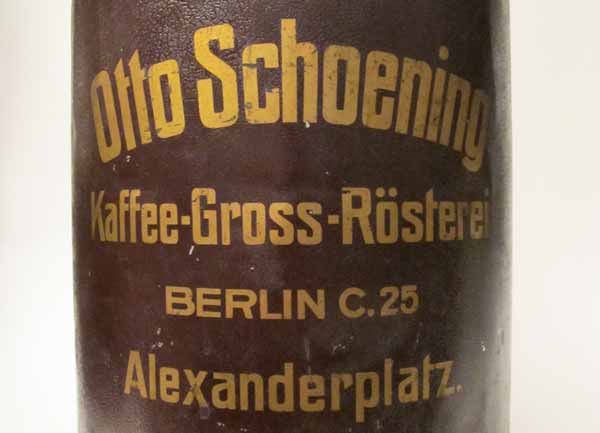 Otto Schoening
Kaffee-Gross-Rösterei
BERLIN C.25
Alexanderplatz.